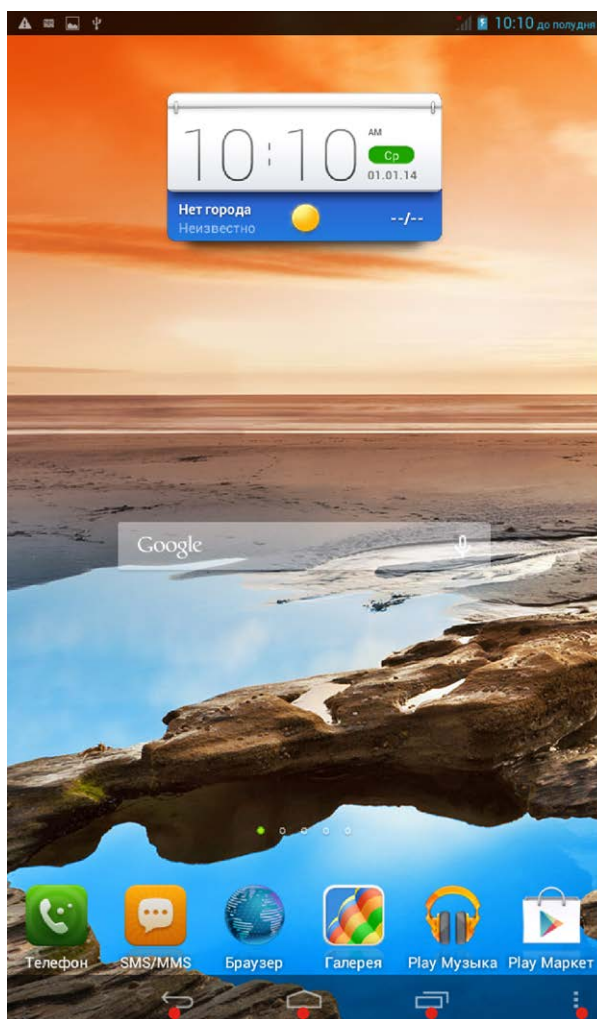 10:10 до полудня
10:10
AM
Ср
01.01.14
Нет города
--/--
Неизвестно
Google
Телефон
SMS/MMS
Браузер
Галерея
Play Музыка
Play Маркет